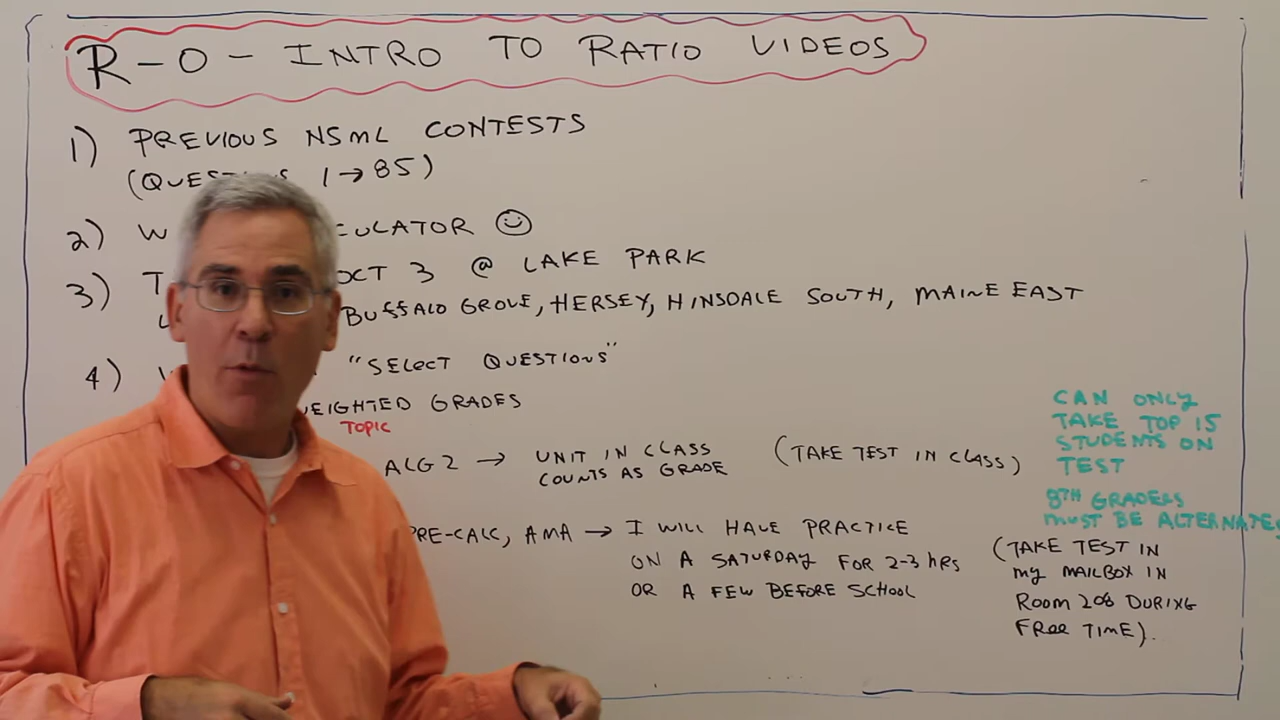 R-0 - INTRO TO RATIO VIDEOS
1) PREVIOUS NSML CONTESTS
(QUEST S 1→85)
2) W CULATOR ☺
3) T OCT 3 @ LAKE PARK
BUFFALO GROVE, HERSEY, HINSDALE SOUTH, MAINE EAST
4) "SELECT QUESTIONS"
EIGHTED GRADES
TOPIC
ALG 2 → UNIT IN CLASS
COUNTS AS GRADE
(TAKE TEST IN CLASS)
PRE-CALC, AMA → I WILL HAVE PRACTICE
ON A SATURDAY FOR 2-3 hrs
OR A FEW BEFORE SCHOOL
CAN ONLY
TAKE TOP 15
STUDENTS ON
TEST
8TH GRADERS
MUST BE ALTERNATES
(TAKE TEST IN
MY MAILBOX IN
ROOM 208 DURING
FREE TIME).